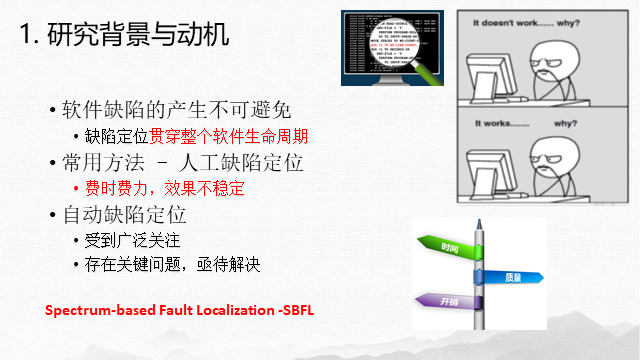 1. 研究背景与动机
• 软件缺陷的产生不可避免
• 缺陷定位贯穿整个软件生命周期
• 常用方法 - 人工缺陷定位
• 费时费力，效果不稳定
• 自动缺陷定位
• 受到广泛关注
• 存在关键问题，亟待解决
Spectrum-based Fault Localization -SBFL
It doesn't work...... why?
It works....... why?
时间
质量
开销